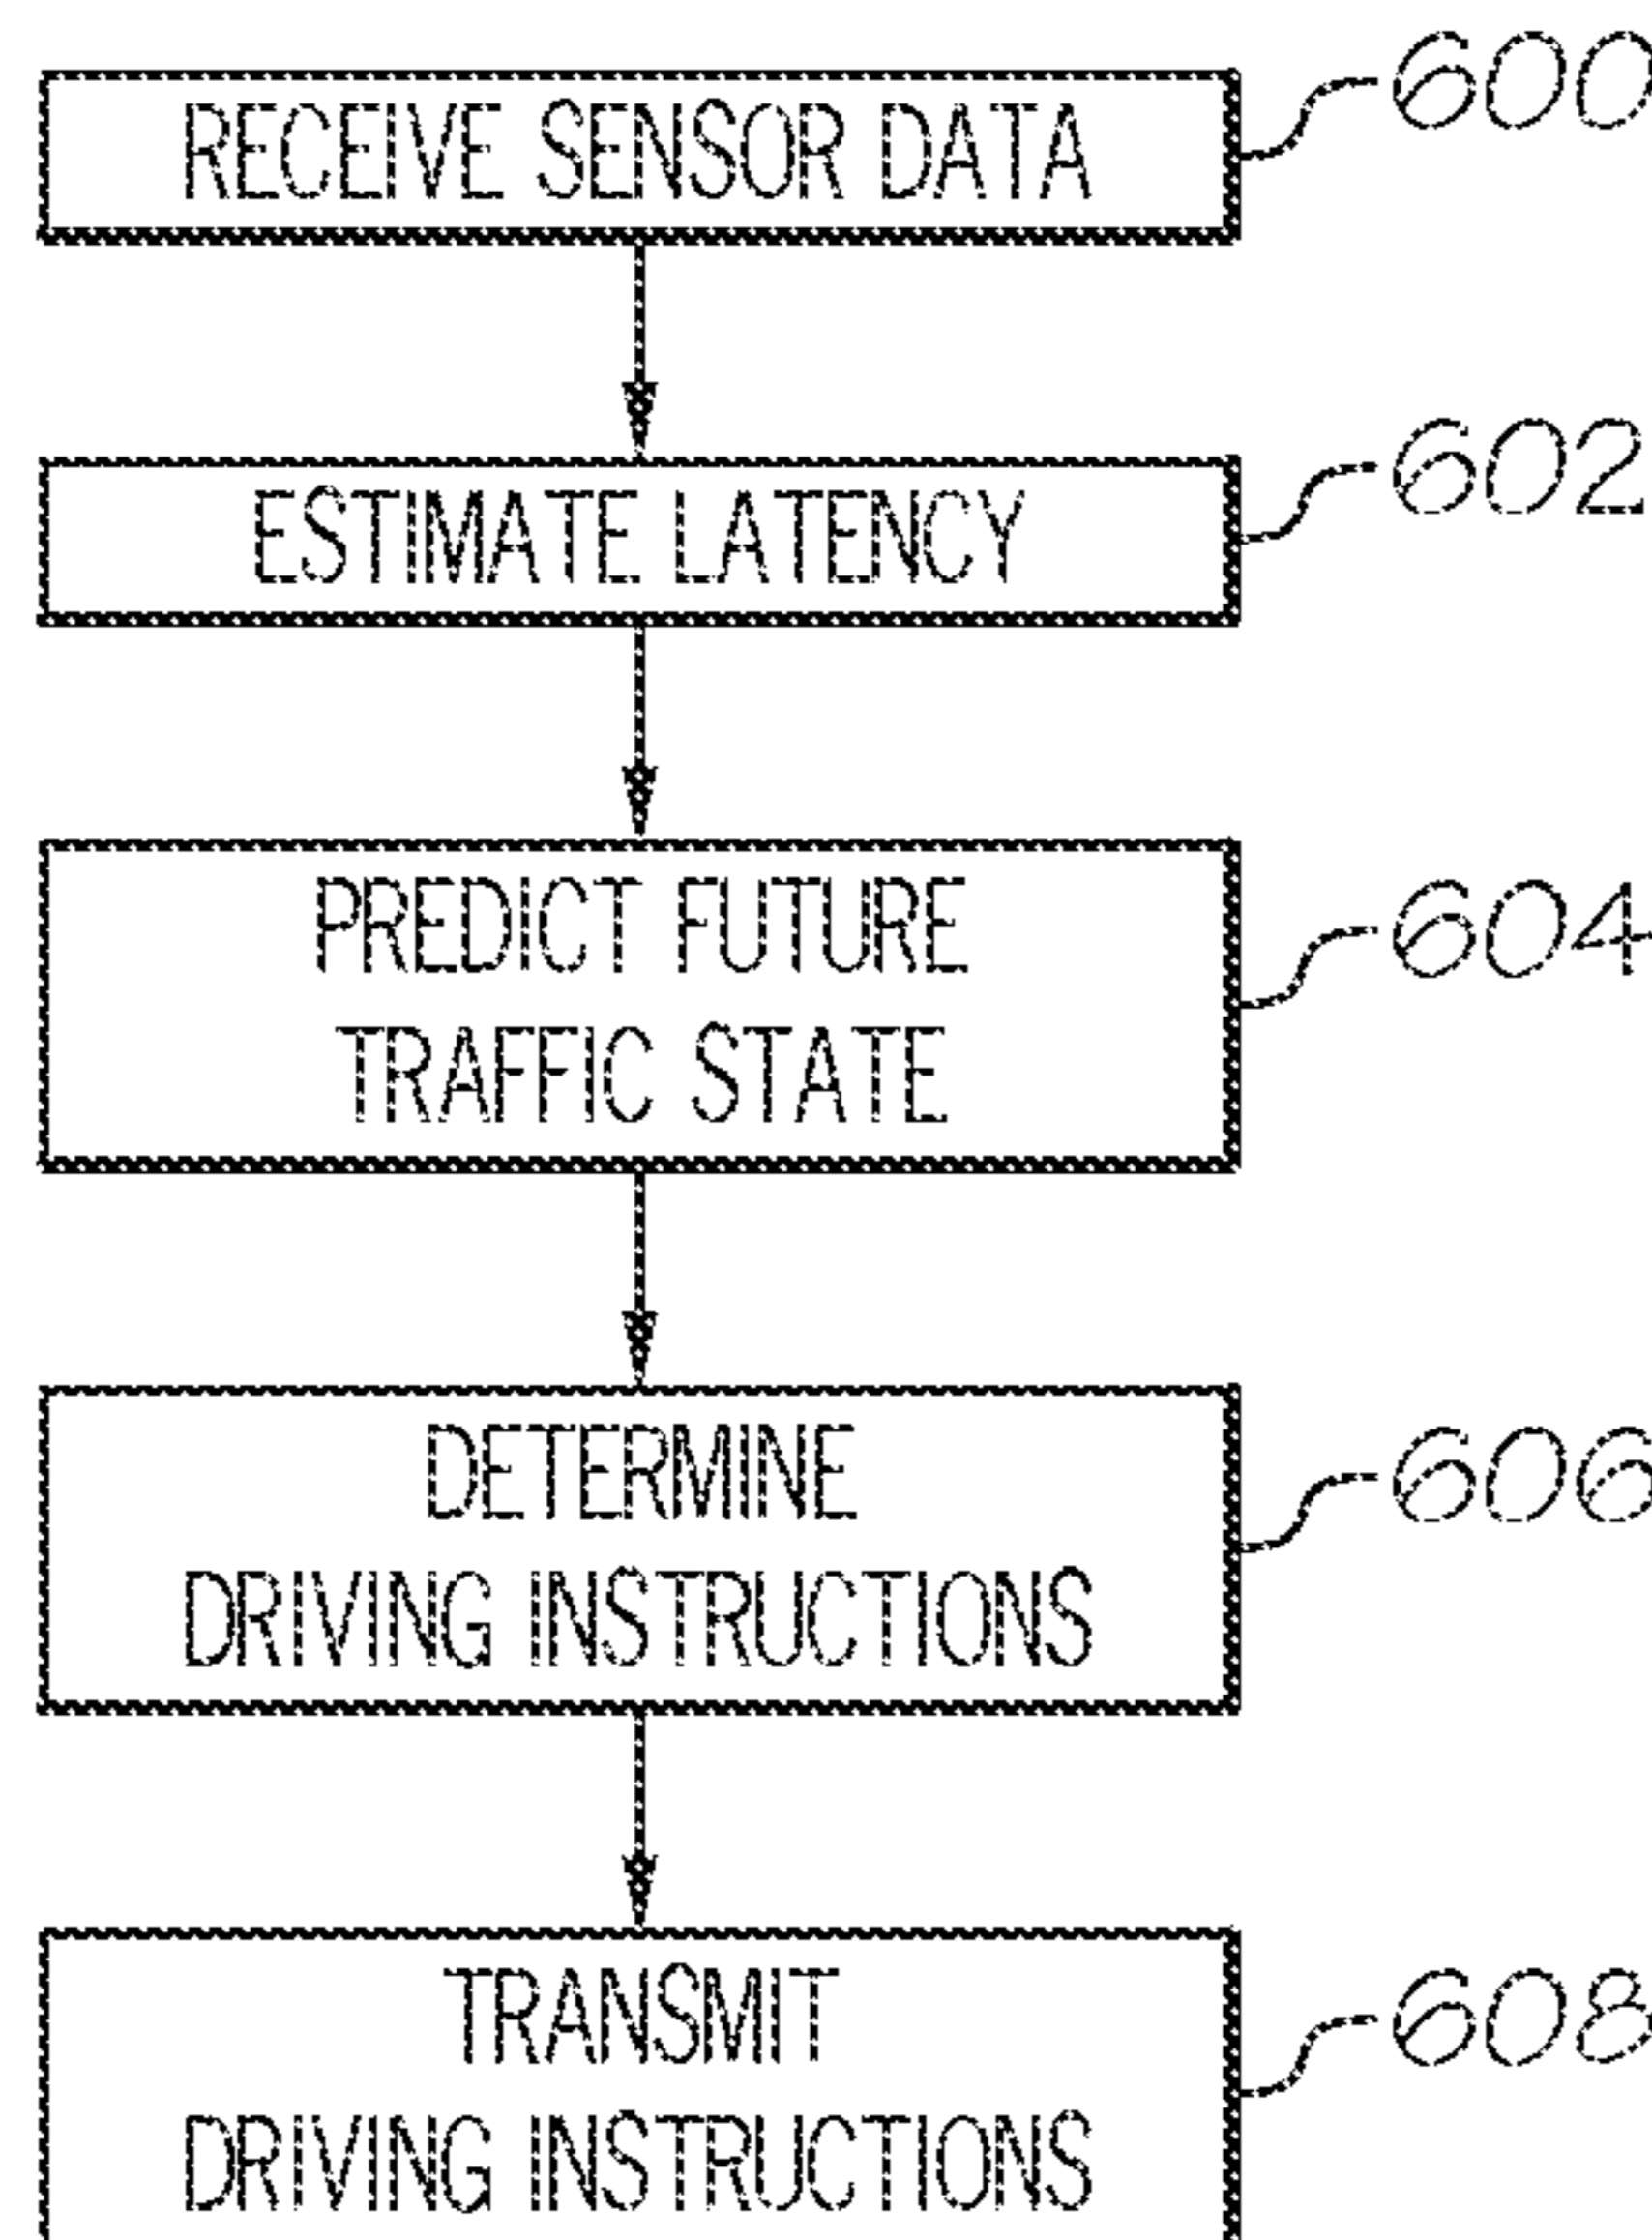 RECEIVE SENSOR DATA
600
ESTIMATE LATENCY
602
PREDICT FUTURE
TRAFFIC STATE
604
DETERMINE
DRIVING INSTRUCTIONS
606
TRANSMIT
DRIVING INSTRUCTIONS
608